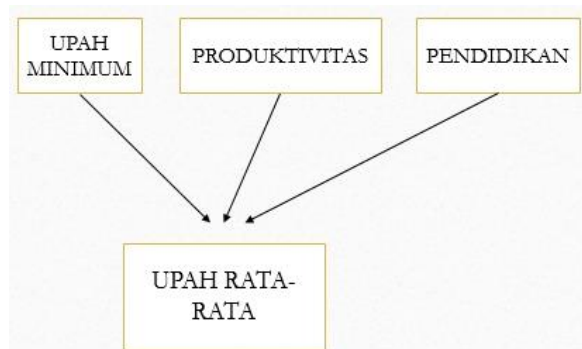 UPAH
MINIMUM
PRODUKTIVITAS
PENDIDIKAN
UPAH RATA-
RATA